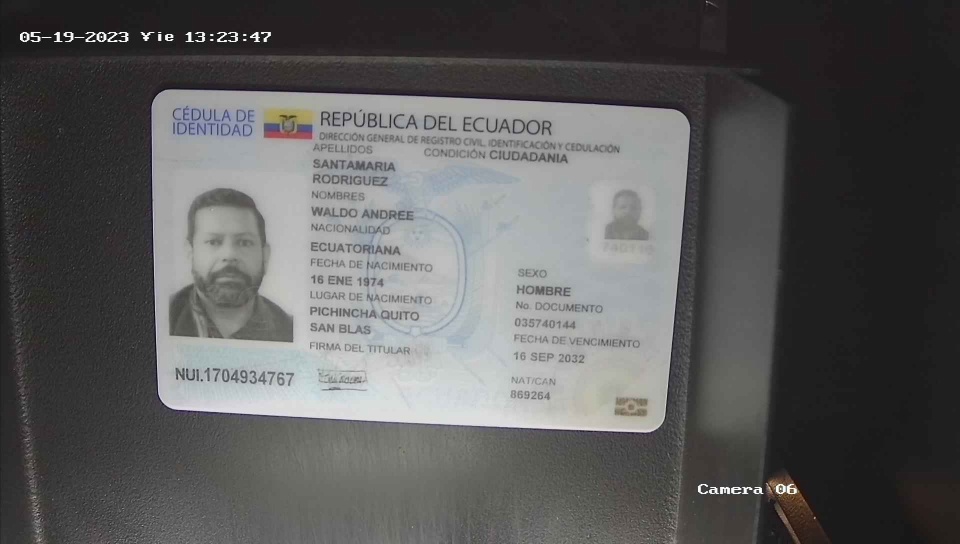 05-19-2023 Vie 13:23:47
CÉDULA DE
IDENTIDAD
REPÚBLICA DEL ECUADOR
DIRECCIÓN GENERAL DE REGISTRO CIVIL, IDENTIFICACIÓN Y CEDULACIÓN
APELLIDOS
CONDICIÓN CIUDADANIA
SANTAMARIA
RODRIGUEZ
NOMBRES
WALDO ANDREE
NACIONALIDAD
ECUATORIANA
FECHA DE NACIMIENTO
16 ENE 1974
LUGAR DE NACIMIENTO
PICHINCHA QUITO
SAN BLAS
FIRMA DEL TITULAR
SEXO
HOMBRE
No. DOCUMENTO
035740144
FECHA DE VENCIMIENTO
16 SEP 2032
NAT/CAN
869264
NUI.1704934767
Camera 06